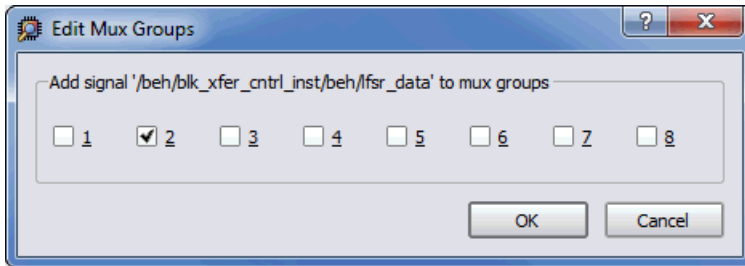 Edit Mux Groups
?
X
Add signal '/beh/blk_xfer_cntrl_inst/beh/lfsr_data' to mux groups
1 2 3 4 5 6 7 8
OK Cancel